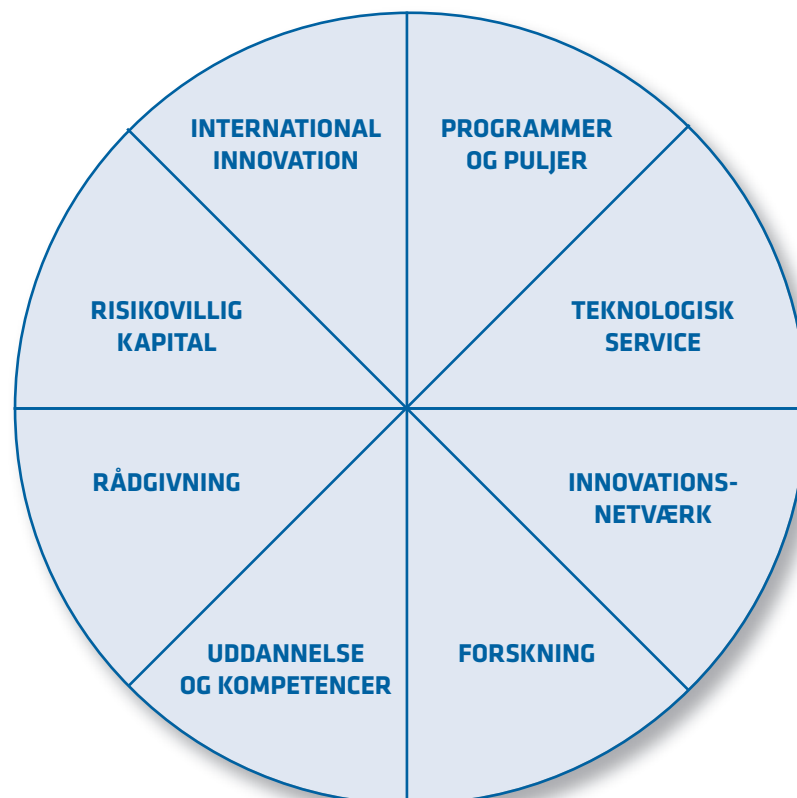 INTERNATIONAL
INNOVATION
PROGRAMMER
OG PULJER
RISIKOVILLIG
KAPITAL
TEKNOLOGISK
SERVICE
RÅDGIVNING
INNOVATIONS-
NETVÆRK
UDDANNELSE
OG KOMPETENCER
FORSKNING